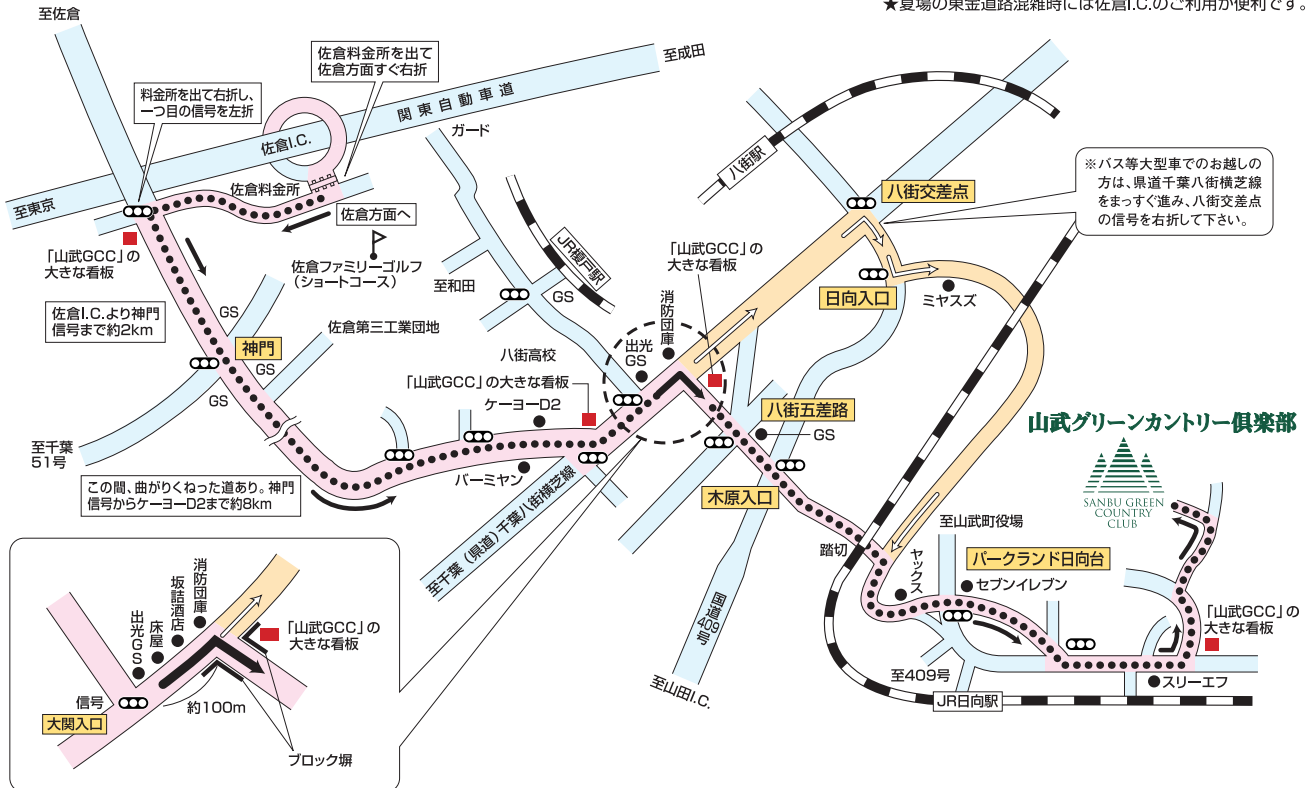 ★夏場の東金道路混雑時には佐倉I.C.のご利用が便利です。
至佐倉
佐倉料金所を出て
佐倉方面すぐ右折
至成田
料金所を出て右折し、
一つ目の信号を左折
関東自動車道
佐倉I.C.
ガード
八街駅
八街交差点
※バス等大型車でのお越しの
方は、県道千葉八街横芝線
をまっすぐ進み、八街交差点
の信号を右折して下さい。
佐倉料金所
至東京
佐倉方面へ
「山武GCC」の
大きな看板
佐倉ファミリーゴルフ
(ショートコース)
JR榎戸駅
「山武GCC」の
大きな看板
至和田
GS
日向入口
ミヤスズ
佐倉I.C.より神門
信号まで約2km
GS
神門
GS
GS
佐倉第三工業団地
消防団庫
出光
GS
八街高校
「山武GCC」の大きな看板
ケーヨーD2
八街五差路
GS
山武グリーンカントリー倶楽部
SANBU GREEN
COUNTRY
CLUB
至千葉
51号
バーミヤン
この間、曲がりくねった道あり。神門
信号からケーヨーD2まで約8km
木原入口
至千葉(県道)千葉八街横芝線
踏切
至山武町役場
ヤックス
パークランド日向台
セブンイレブン
国道409号
「山武GCC」の
大きな看板
至409号
スリーエフ
至山田I.C.
JR日向駅
消防団庫
坂詰酒店
床屋
出光GS
「山武GCC」の
大きな看板
信号
大関入口
約100m
ブロック塀